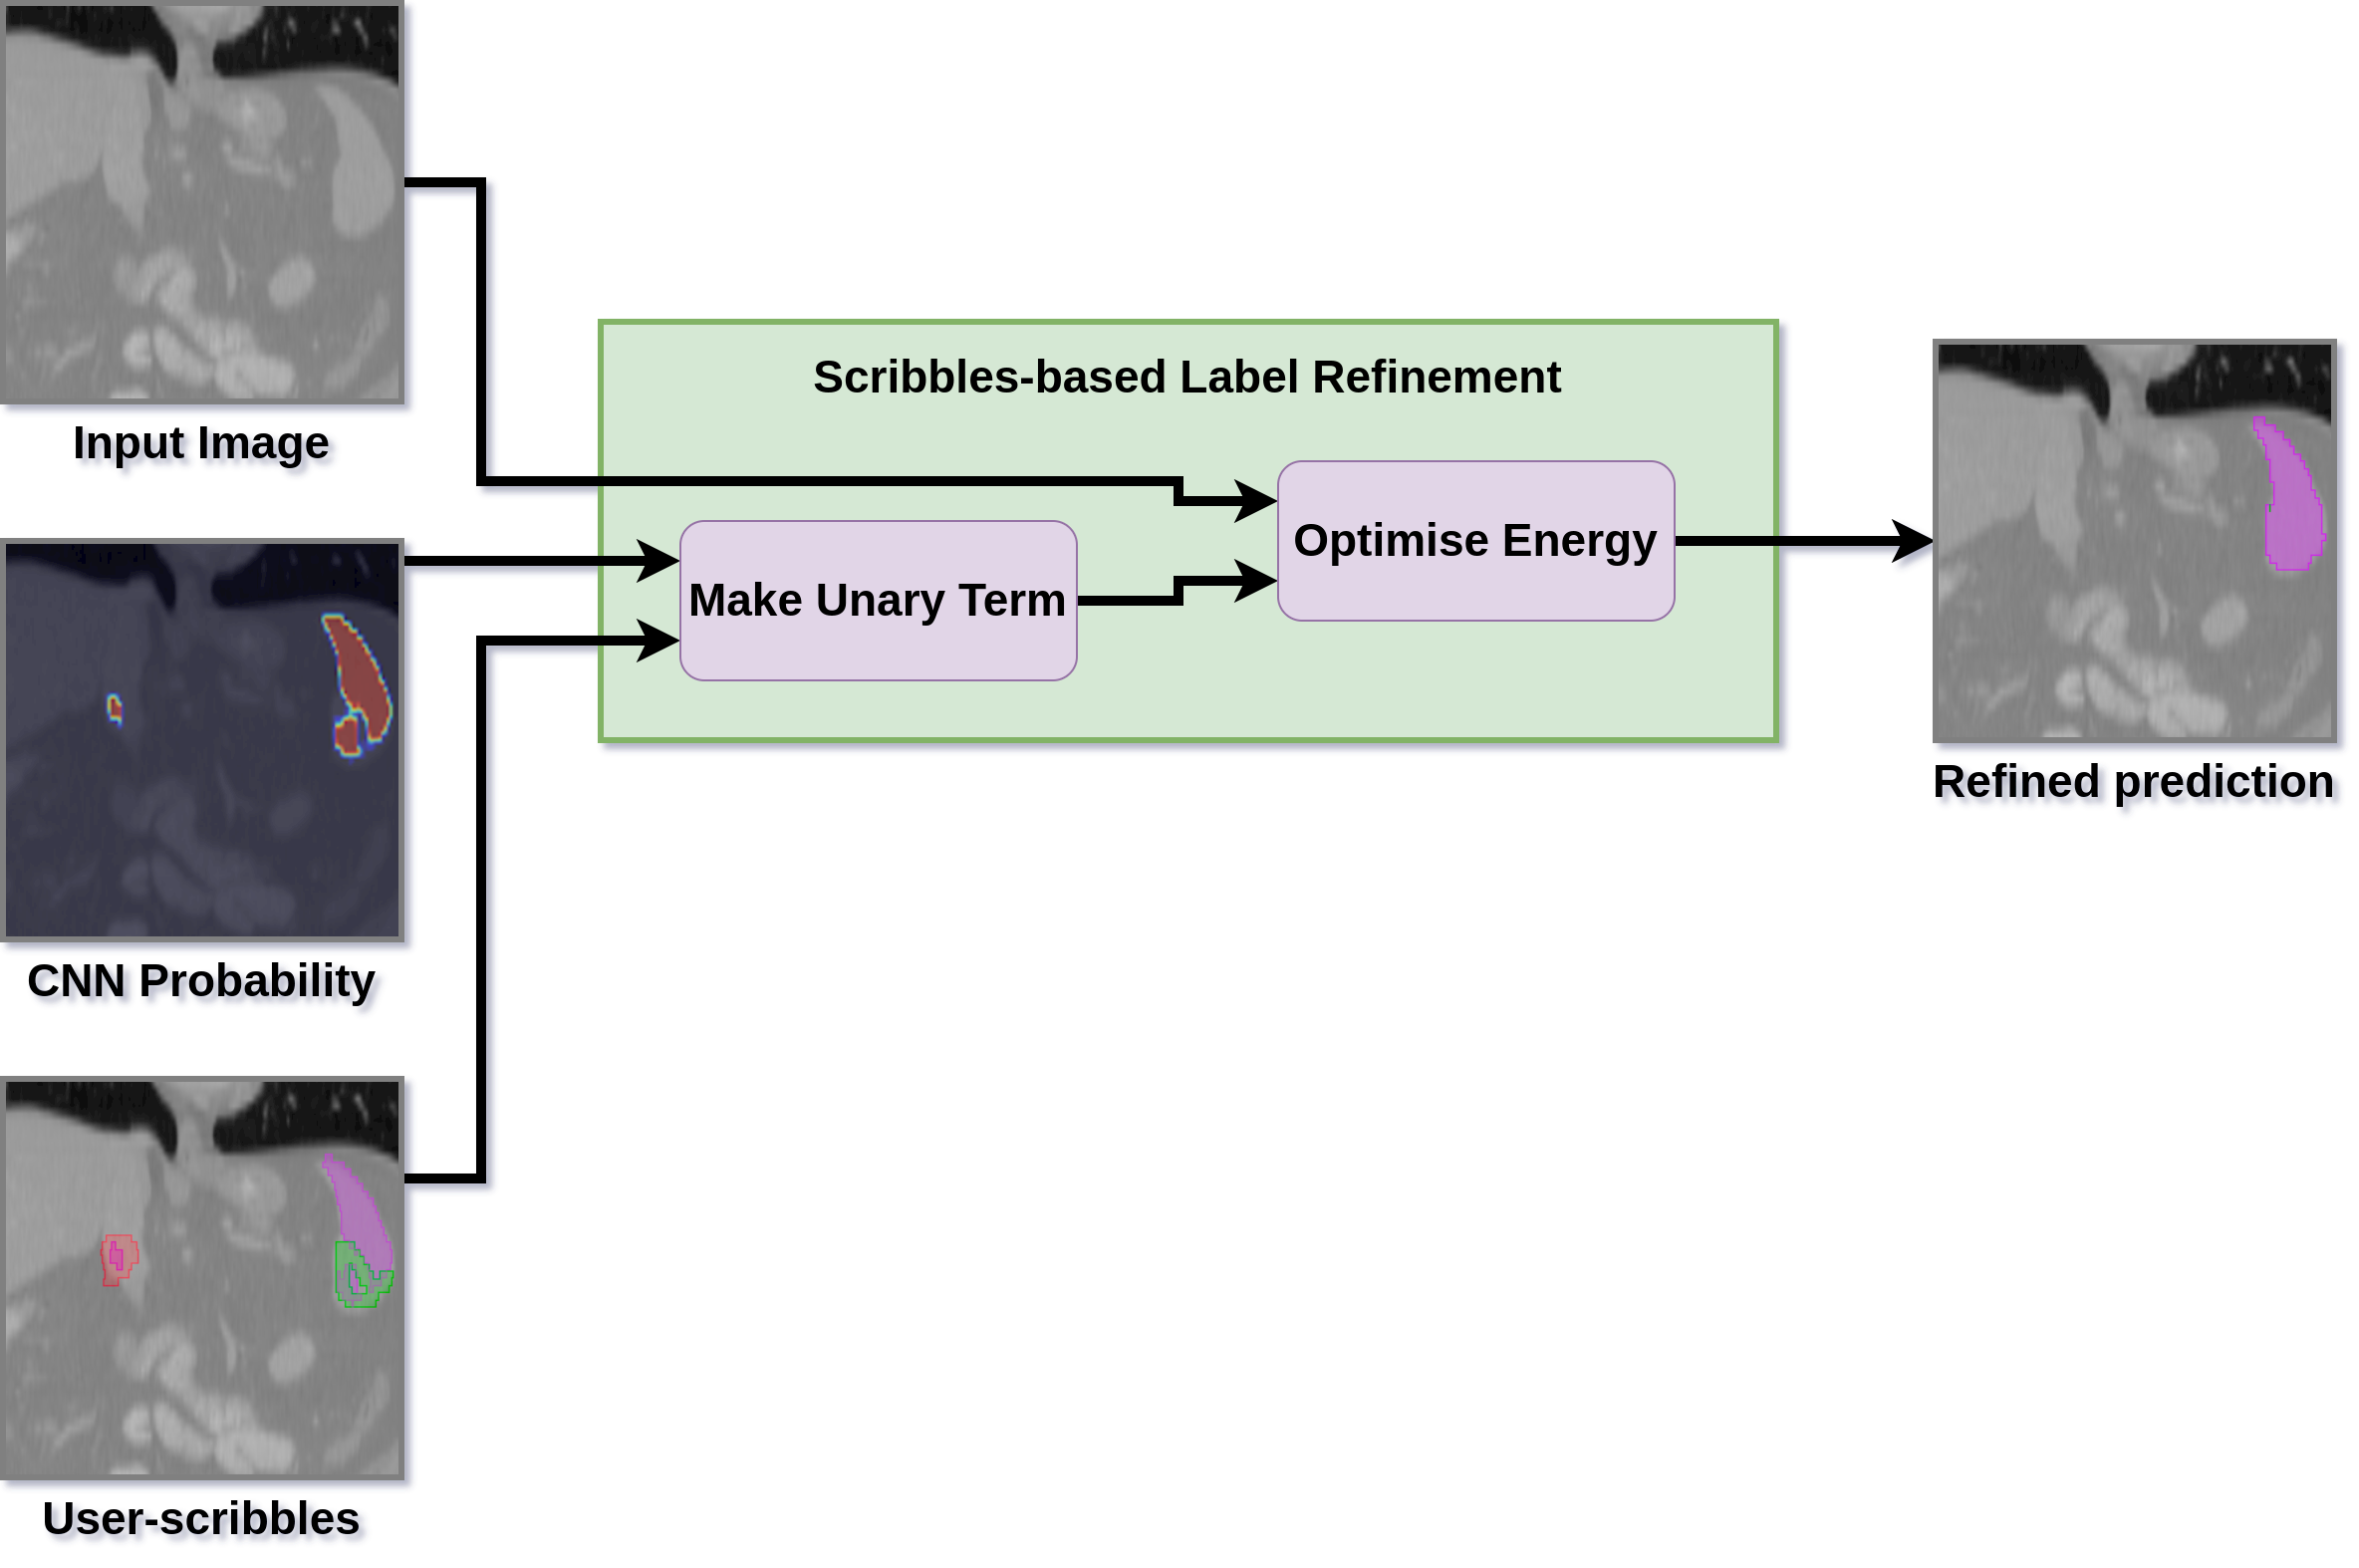 Input Image
Scribbles-based Label Refinement
Optimise Energy
Make Unary Term
Refined prediction
CNN Probability
User-scribbles